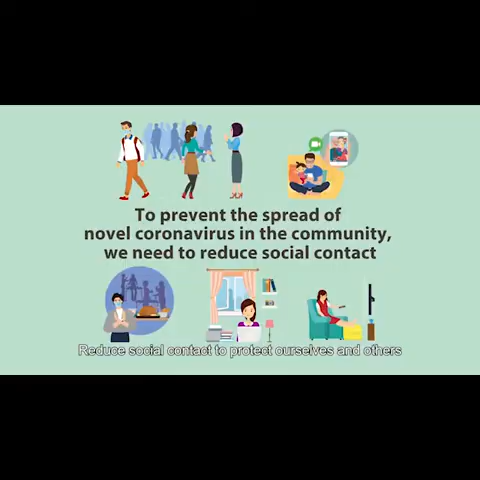 To prevent the spread of
novel coronavirus in the community,
we need to reduce social contact
Reduce social contact to protect ourselves and others